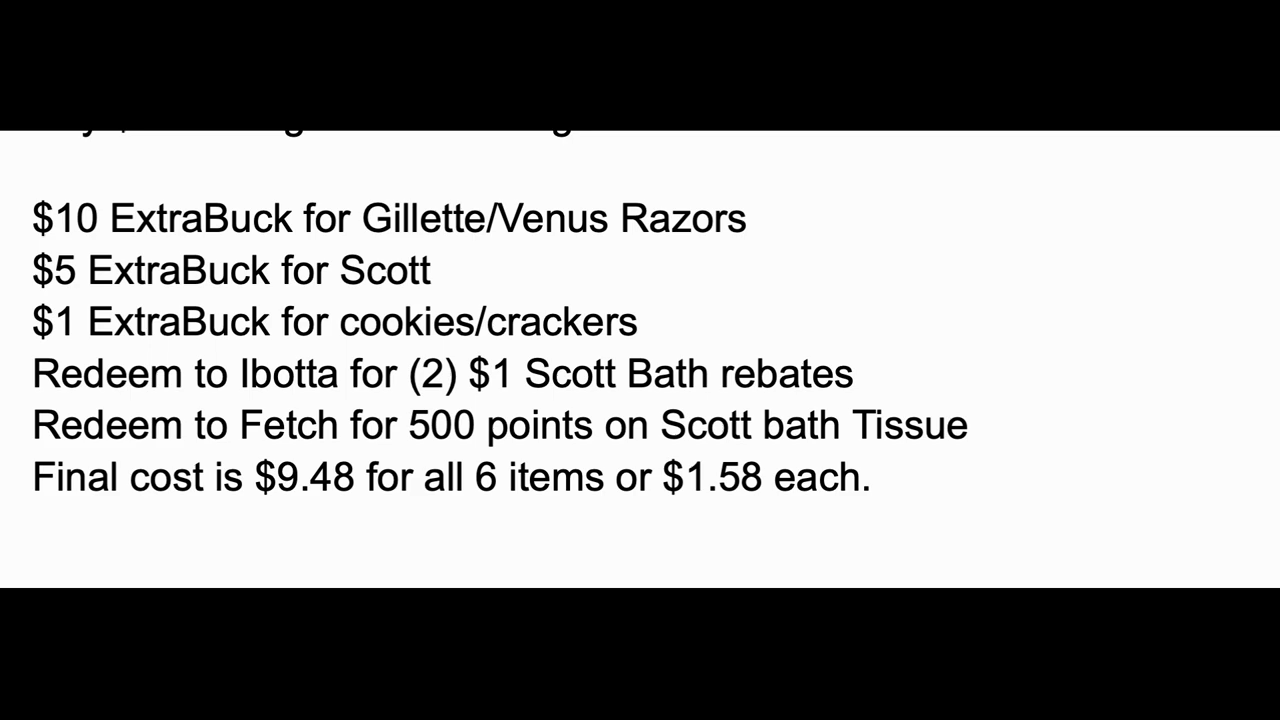 $10 ExtraBuck for Gillette/Venus Razors
$5 ExtraBuck for Scott
$1 ExtraBuck for cookies/crackers
Redeem to Ibotta for (2) $1 Scott Bath rebates
Redeem to Fetch for 500 points on Scott bath Tissue
Final cost is $9.48 for all 6 items or $1.58 each.